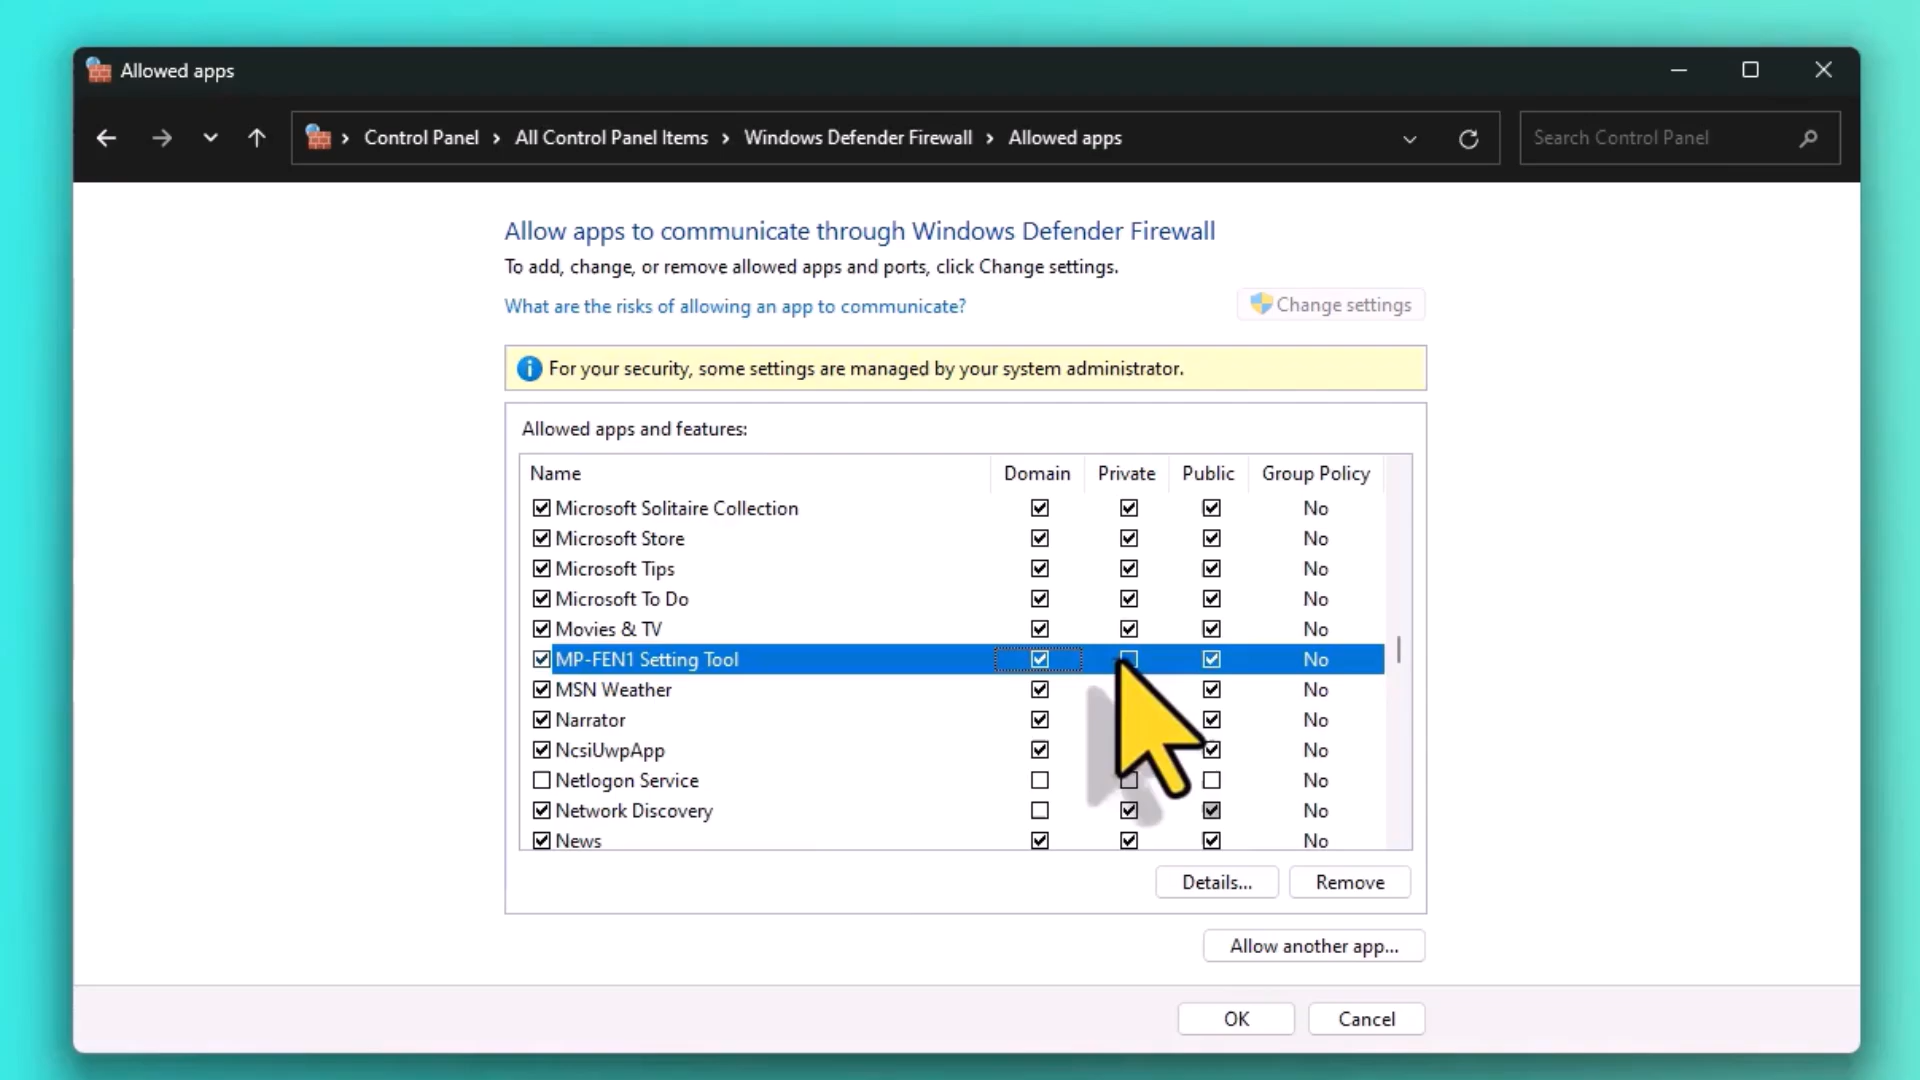 Allowed apps
Control Panel > All Control Panel Items > Windows Defender Firewall > Allowed apps
Search Control Panel
Allow apps to communicate through Windows Defender Firewall
To add, change, or remove allowed apps and ports, click Change settings.
What are the risks of allowing an app to communicate?
Change settings
For your security, some settings are managed by your system administrator.
Allowed apps and features:
Name Domain Private Public Group Policy
Microsoft Solitaire Collection No
Microsoft Store No
Microsoft Tips No
Microsoft To Do No
Movies & TV No
MP-FEN1 Setting Tool No
MSN Weather No
Narrator No
NcsiUwpApp No
Netlogon Service No
Network Discovery No
News No
Details... Remove
Allow another app...
OK Cancel